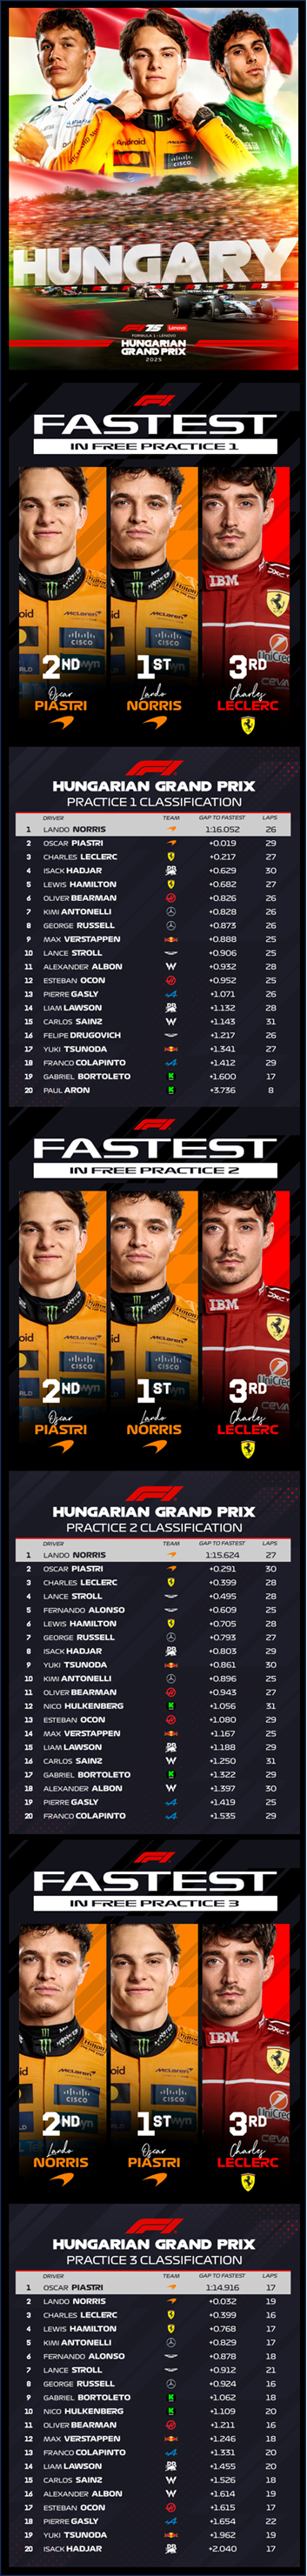 HUNGARY
F1 75 Lenovo
FORMULA 1 LENOVO
HUNGARIAN
GRAND PRIX
2025
F1
FASTEST
IN FREE PRACTICE 1
IBM
McLaren
CISCO
McLaren
CISCO
2ND 1ST 3RD
Oscar Lando Charles
PIASTRI NORRIS LECLERC
F1
HUNGARIAN GRAND PRIX
PRACTICE 1 CLASSIFICATION
DRIVER TEAM GAP TO FASTEST LAPS
1 LANDO NORRIS 1:16.052 26
2 OSCAR PIASTRI +0.019 29
3 CHARLES LECLERC +0.217 27
4 ISACK HADJAR +0.629 30
5 LEWIS HAMILTON +0.682 27
6 OLIVER BEARMAN +0.826 26
7 KIMI ANTONELLI +0.828 26
8 GEORGE RUSSELL +0.873 26
9 MAX VERSTAPPEN +0.888 25
10 LANCE STROLL +0.906 25
11 ALEXANDER ALBON +0.932 28
12 ESTEBAN OCON +0.952 25
13 PIERRE GASLY +1.071 26
14 LIAM LAWSON +1.132 28
15 CARLOS SAINZ +1.143 31
16 FELIPE DRUGOVICH +1.217 26
17 YUKI TSUNODA +1.341 27
18 FRANCO COLAPINTO +1.412 29
19 GABRIEL BORTOLETO +1.600 17
20 PAUL ARON +3.736 8
F1
FASTEST
IN FREE PRACTICE 2
IBM
McLaren
CISCO
McLaren
CISCO
2ND 1ST 3RD
Oscar Lando Charles
PIASTRI NORRIS LECLERC
F1
HUNGARIAN GRAND PRIX
PRACTICE 2 CLASSIFICATION
DRIVER TEAM GAP TO FASTEST LAPS
1 LANDO NORRIS 1:15.624 27
2 OSCAR PIASTRI +0.291 30
3 CHARLES LECLERC +0.399 28
4 LANCE STROLL +0.495 28
5 FERNANDO ALONSO +0.609 25
6 LEWIS HAMILTON +0.705 28
7 GEORGE RUSSELL +0.793 27
8 ISACK HADJAR +0.803 29
9 YUKI TSUNODA +0.861 30
10 KIMI ANTONELLI +0.896 25
11 OLIVER BEARMAN +0.943 27
12 NICO HULKENBERG +1.056 31
13 ESTEBAN OCON +1.080 29
14 MAX VERSTAPPEN +1.167 25
15 LIAM LAWSON +1.188 29
16 CARLOS SAINZ +1.250 31
17 GABRIEL BORTOLETO +1.322 29
18 ALEXANDER ALBON +1.397 30
19 PIERRE GASLY +1.419 25
20 FRANCO COLAPINTO +1.535 29
F1
FASTEST
IN FREE PRACTICE 3
IBM
McLaren
CISCO
McLaren
CISCO
2ND 1ST 3RD
Lando Oscar Charles
NORRIS PIASTRI LECLERC
F1
HUNGARIAN GRAND PRIX
PRACTICE 3 CLASSIFICATION
DRIVER TEAM GAP TO FASTEST LAPS
1 OSCAR PIASTRI 1:14.916 17
2 LANDO NORRIS +0.032 19
3 CHARLES LECLERC +0.399 16
4 LEWIS HAMILTON +0.768 17
5 KIMI ANTONELLI +0.829 17
6 FERNANDO ALONSO +0.878 18
7 LANCE STROLL +0.912 21
8 GEORGE RUSSELL +0.924 16
9 GABRIEL BORTOLETO +1.062 18
10 NICO HULKENBERG +1.109 20
11 OLIVER BEARMAN +1.211 16
12 MAX VERSTAPPEN +1.246 18
13 FRANCO COLAPINTO +1.331 20
14 LIAM LAWSON +1.455 20
15 CARLOS SAINZ +1.526 18
16 ALEXANDER ALBON +1.614 19
17 ESTEBAN OCON +1.615 17
18 PIERRE GASLY +1.654 22
19 YUKI TSUNODA +1.962 19
20 ISACK HADJAR +2.040 17